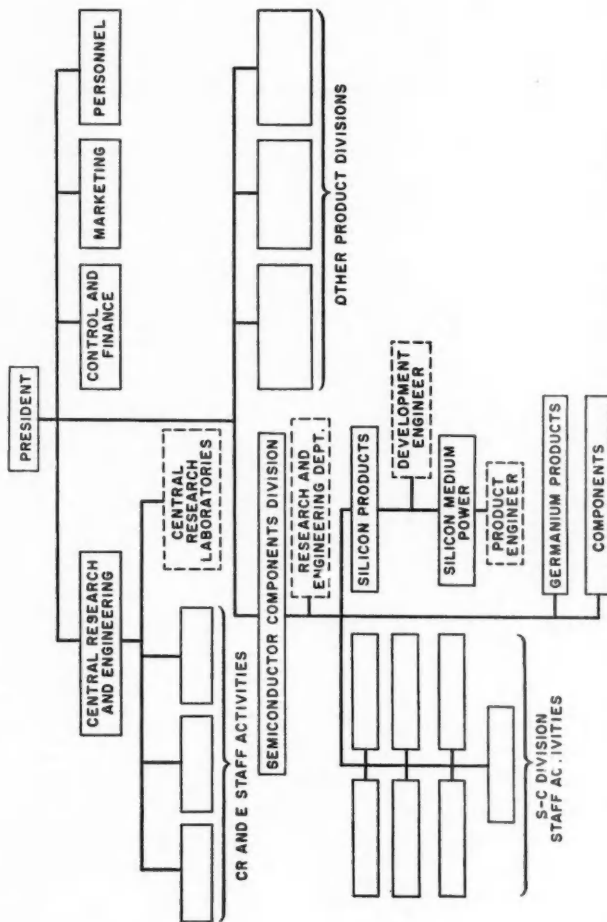 PRESIDENT
CENTRAL RESEARCH
AND ENGINEERING
CONTROL AND
FINANCE
MARKETING
PERSONNEL
CENTRAL
RESEARCH
LABORATORIES
CR AND E STAFF ACTIVITIES
SEMICONDUCTOR COMPONENTS DIVISION
OTHER PRODUCT DIVISIONS
RESEARCH AND
ENGINEERING DEPT.
SILICON PRODUCTS
DEVELOPMENT
ENGINEER
SILICON MEDIUM
POWER
PRODUCT
ENGINEER
S-C DIVISION
STAFF ACTIVITIES
GERMANIUM PRODUCTS
COMPONENTS